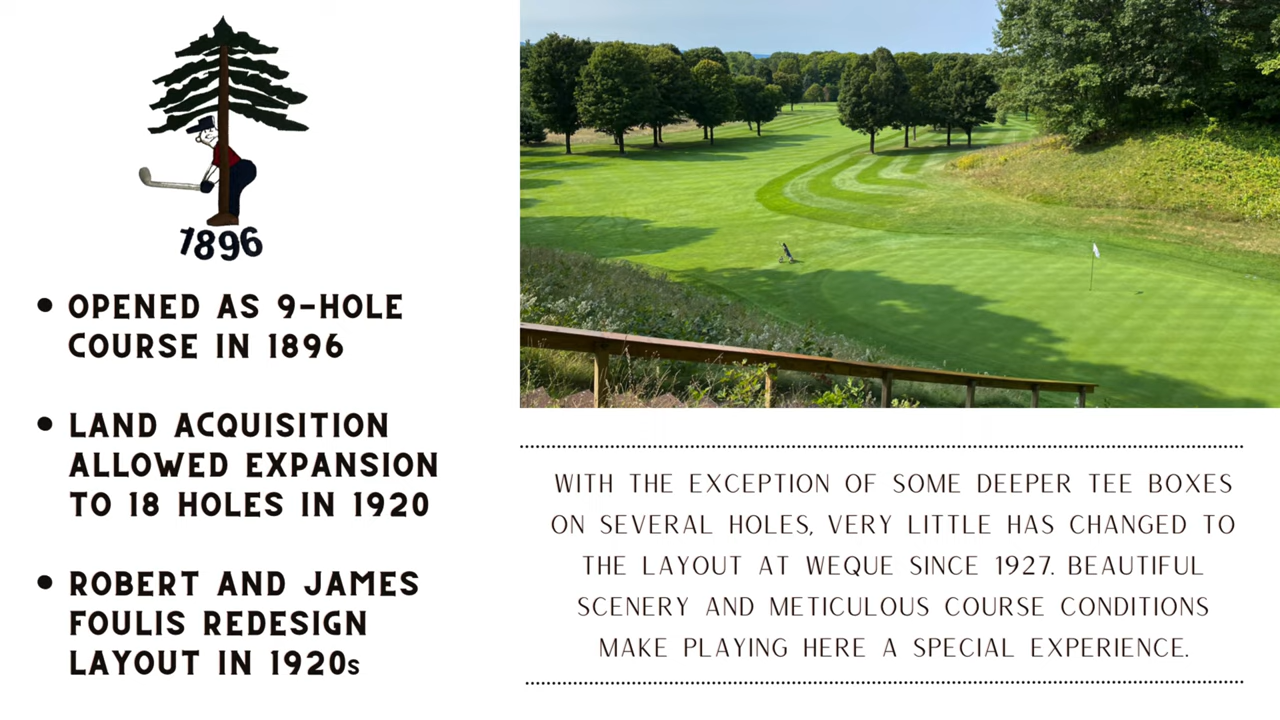 1896
• OPENED AS 9-HOLE
COURSE IN 1896
• LAND ACQUISITION
ALLOWED EXPANSION
TO 18 HOLES IN 1920
• ROBERT AND JAMES
FOULIS REDESIGN
LAYOUT IN 1920s
WITH THE EXCEPTION OF SOME DEEPER TEE BOXES
ON SEVERAL HOLES, VERY LITTLE HAS CHANGED TO
THE LAYOUT AT WEQUE SINCE 1927. BEAUTIFUL
SCENERY AND METICULOUS COURSE CONDITIONS
MAKE PLAYING HERE A SPECIAL EXPERIENCE.